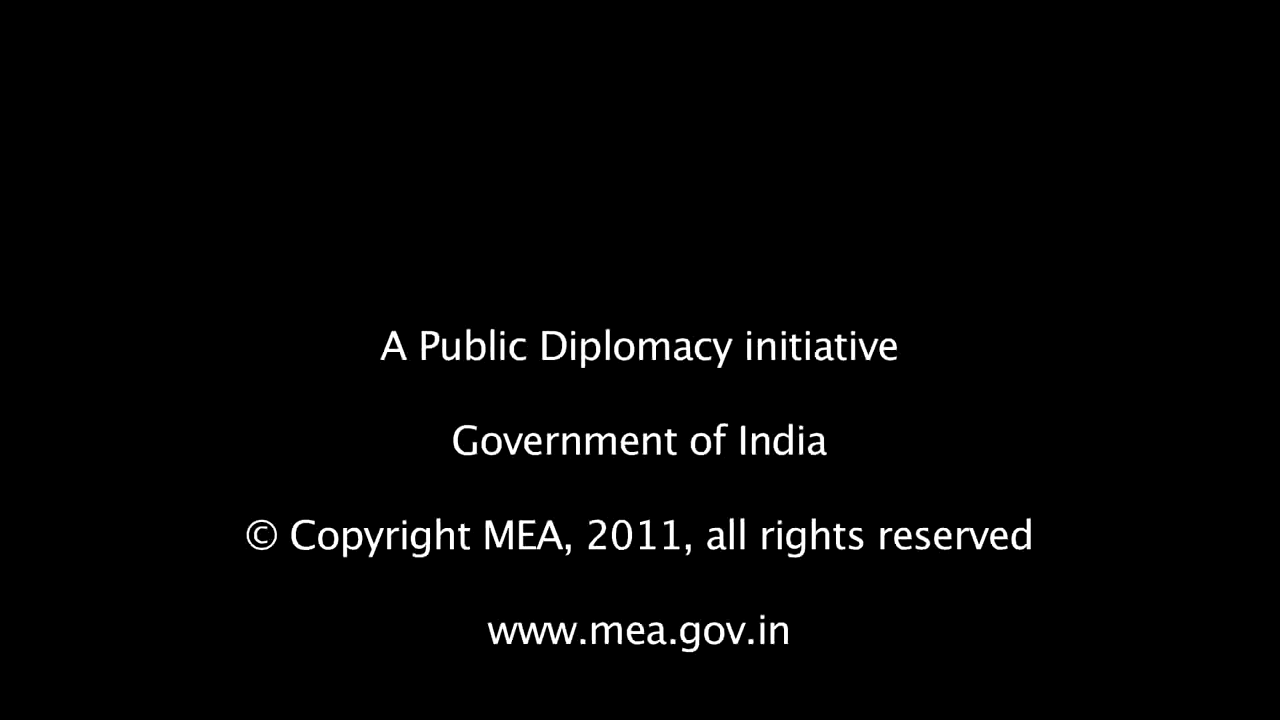 A Public Diplomacy initiative
Government of India
© Copyright MEA, 2011, all rights reserved
www.mea.gov.in